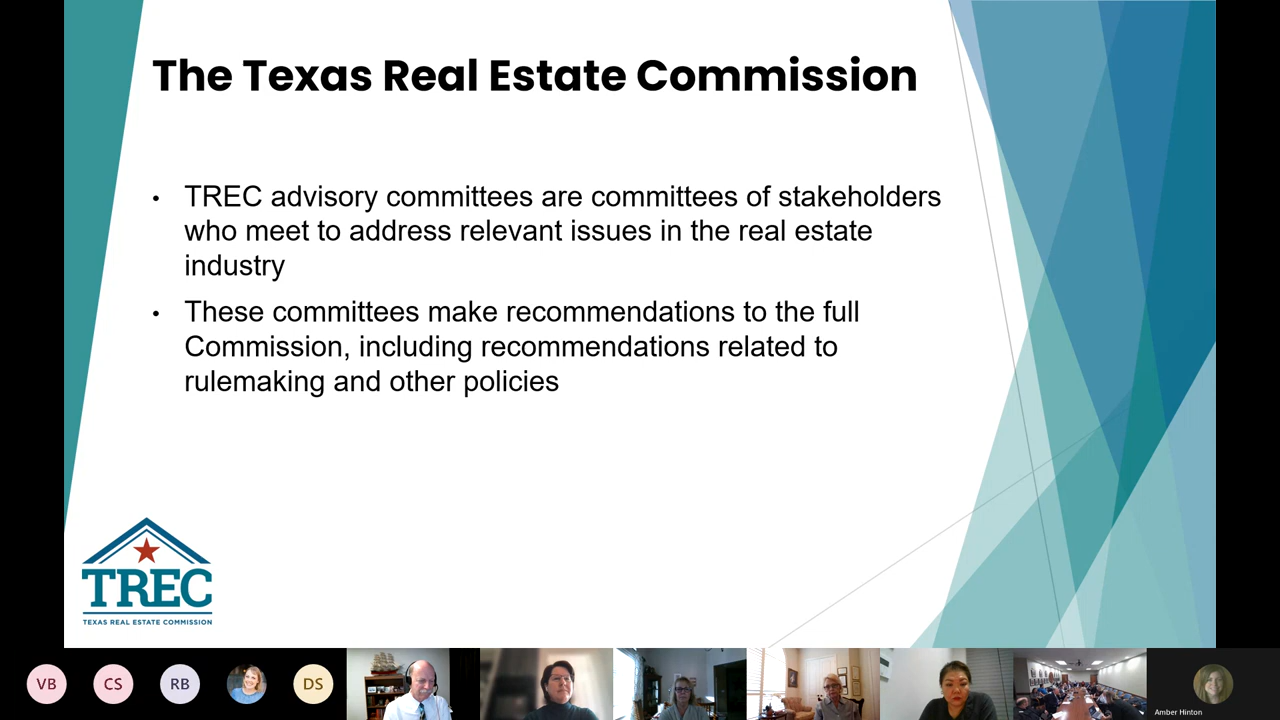 The Texas Real Estate Commission
• TREC advisory committees are committees of stakeholders
who meet to address relevant issues in the real estate
industry
• These committees make recommendations to the full
Commission, including recommendations related to
rulemaking and other policies
TREC
TEXAS REAL ESTATE COMMISSION
VB
CS
RB
DS
Amber Hinton